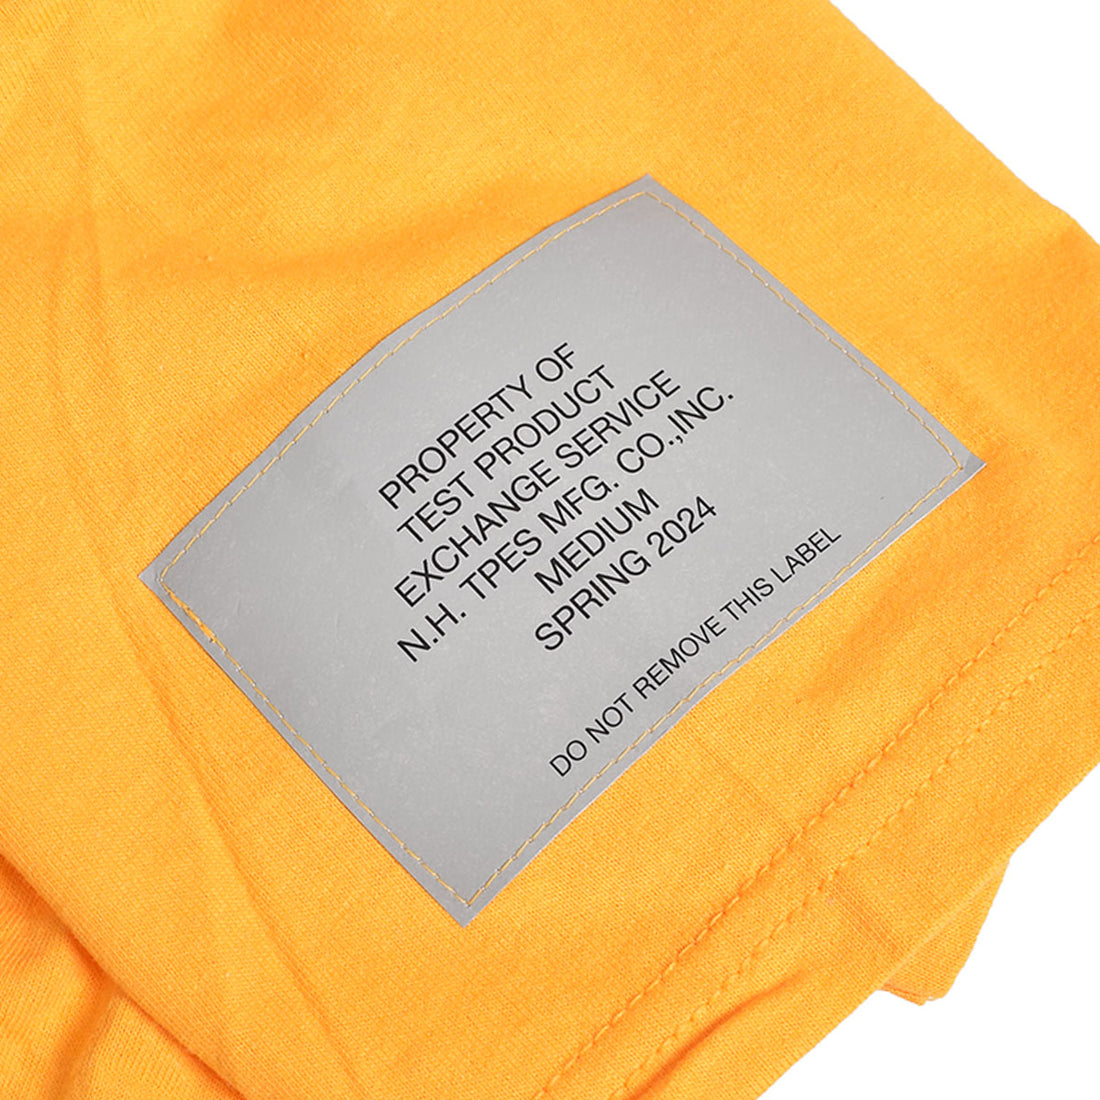 PROPERTY OF
TEST PRODUCT
EXCHANGE SERVICE
N.H. TPES MFG. CO.,INC.
MEDIUM
SPRING 2024
DO NOT REMOVE THIS LABEL